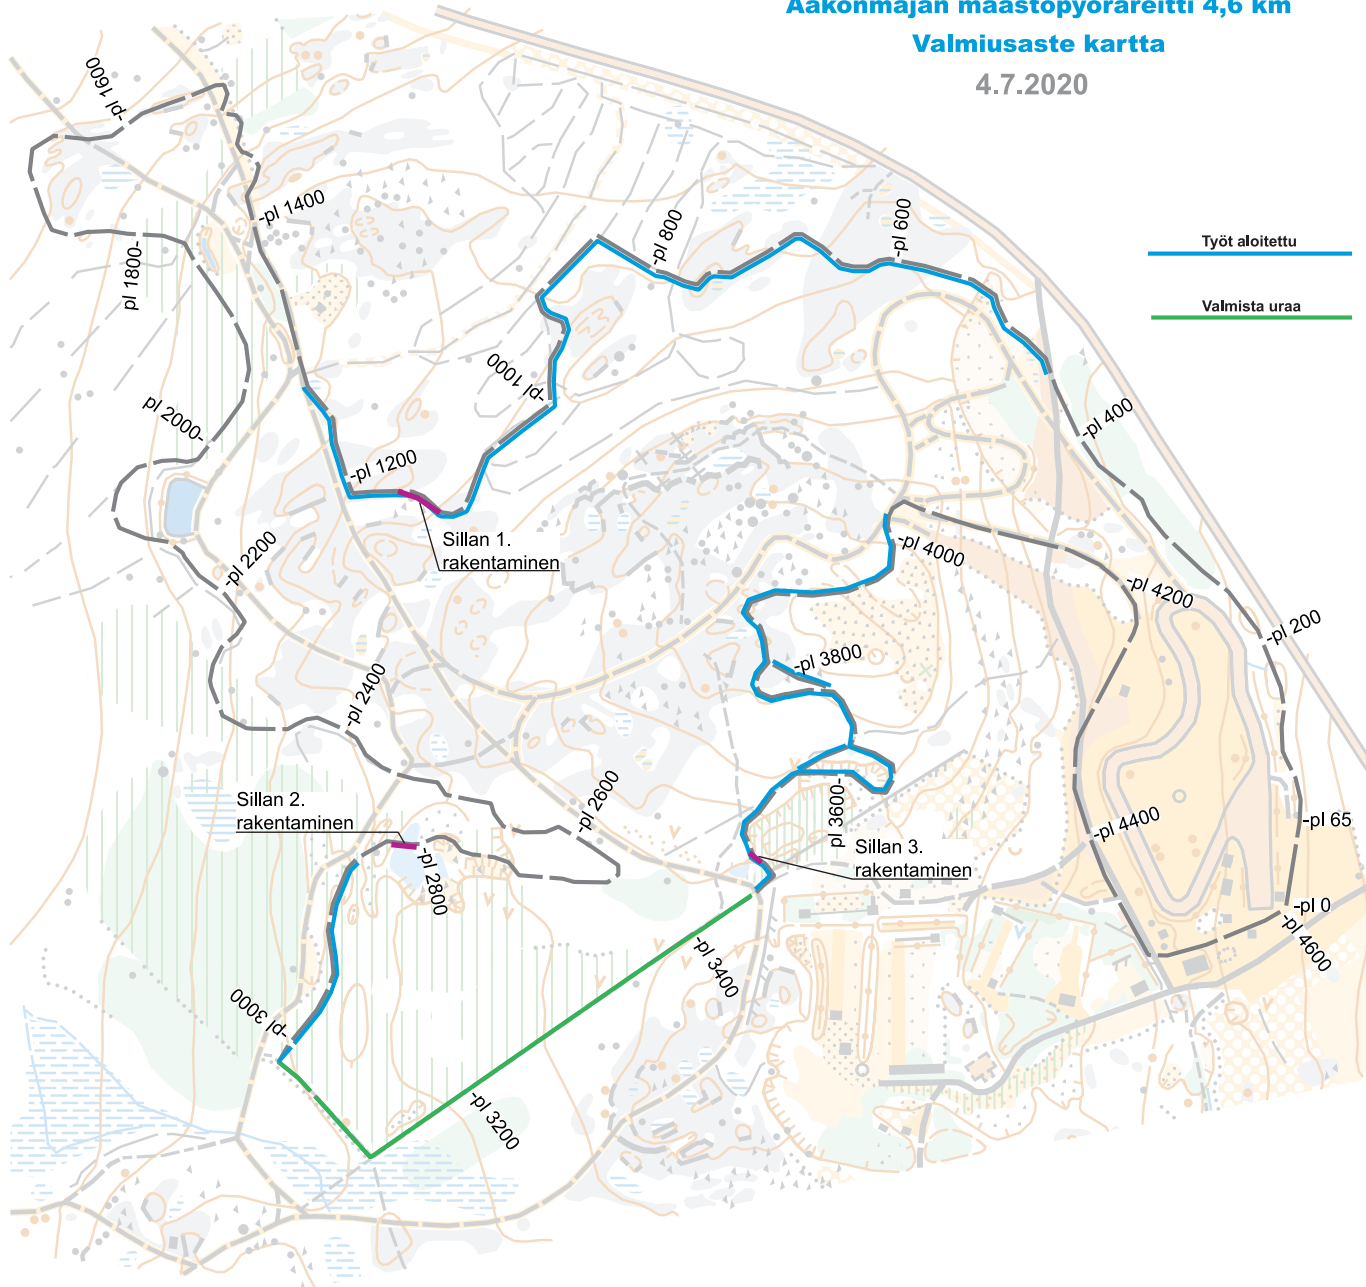 Aakonmajan maastopyöräreitti 4,6 km
Valmiusaste kartta
4.7.2020
Työt aloitettu
Valmista uraa
-pl 1600
-pl 1400
pl 1800-
-pl 800
-pl 600
-pl 1000
pl 2000-
-pl 400
-pl 1200
Sillan 1.
rakentaminen
-pl 2200
-pl 4000
-pl 4200
-pl 200
-pl 3800
-pl 2400
-pl 2600
Sillan 2.
rakentaminen
pl 3600-
-pl 4400
-pl 65
Sillan 3.
rakentaminen
-pl 2800
-pl 0
-pl 4600
-pl 3400
-pl 3000
-pl 3200